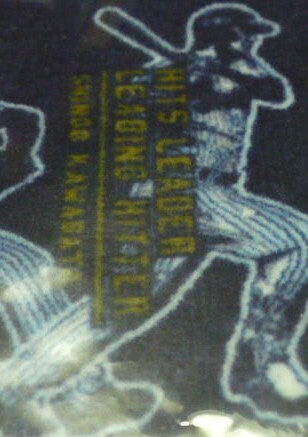 HITS LEADER
LEADING HITTER
SHINGO KAWABATA